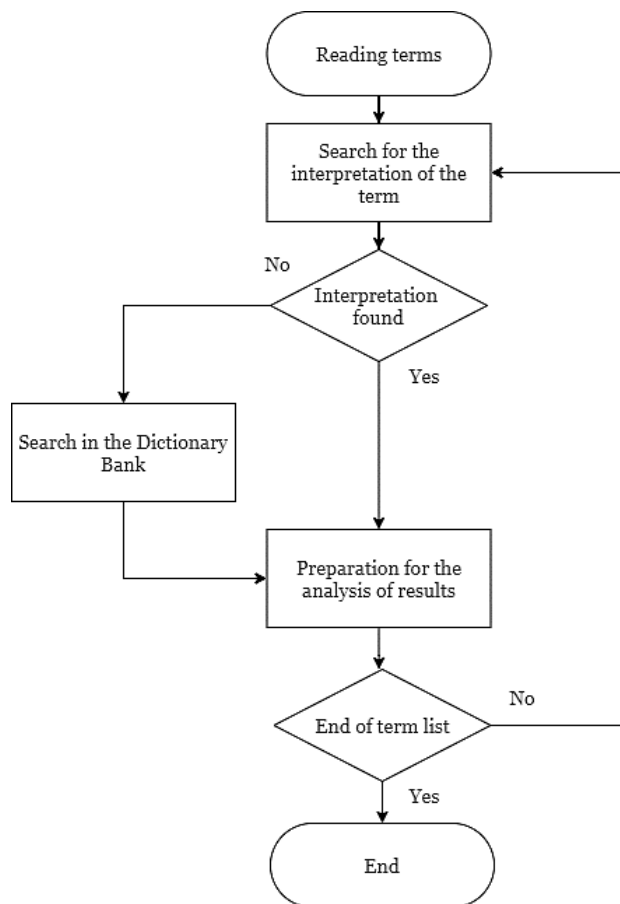 Reading terms
Search for the
interpretation of the
term
No
Interpretation
found
Yes
Search in the Dictionary
Bank
Preparation for the
analysis of results
No
End of term list
Yes
End